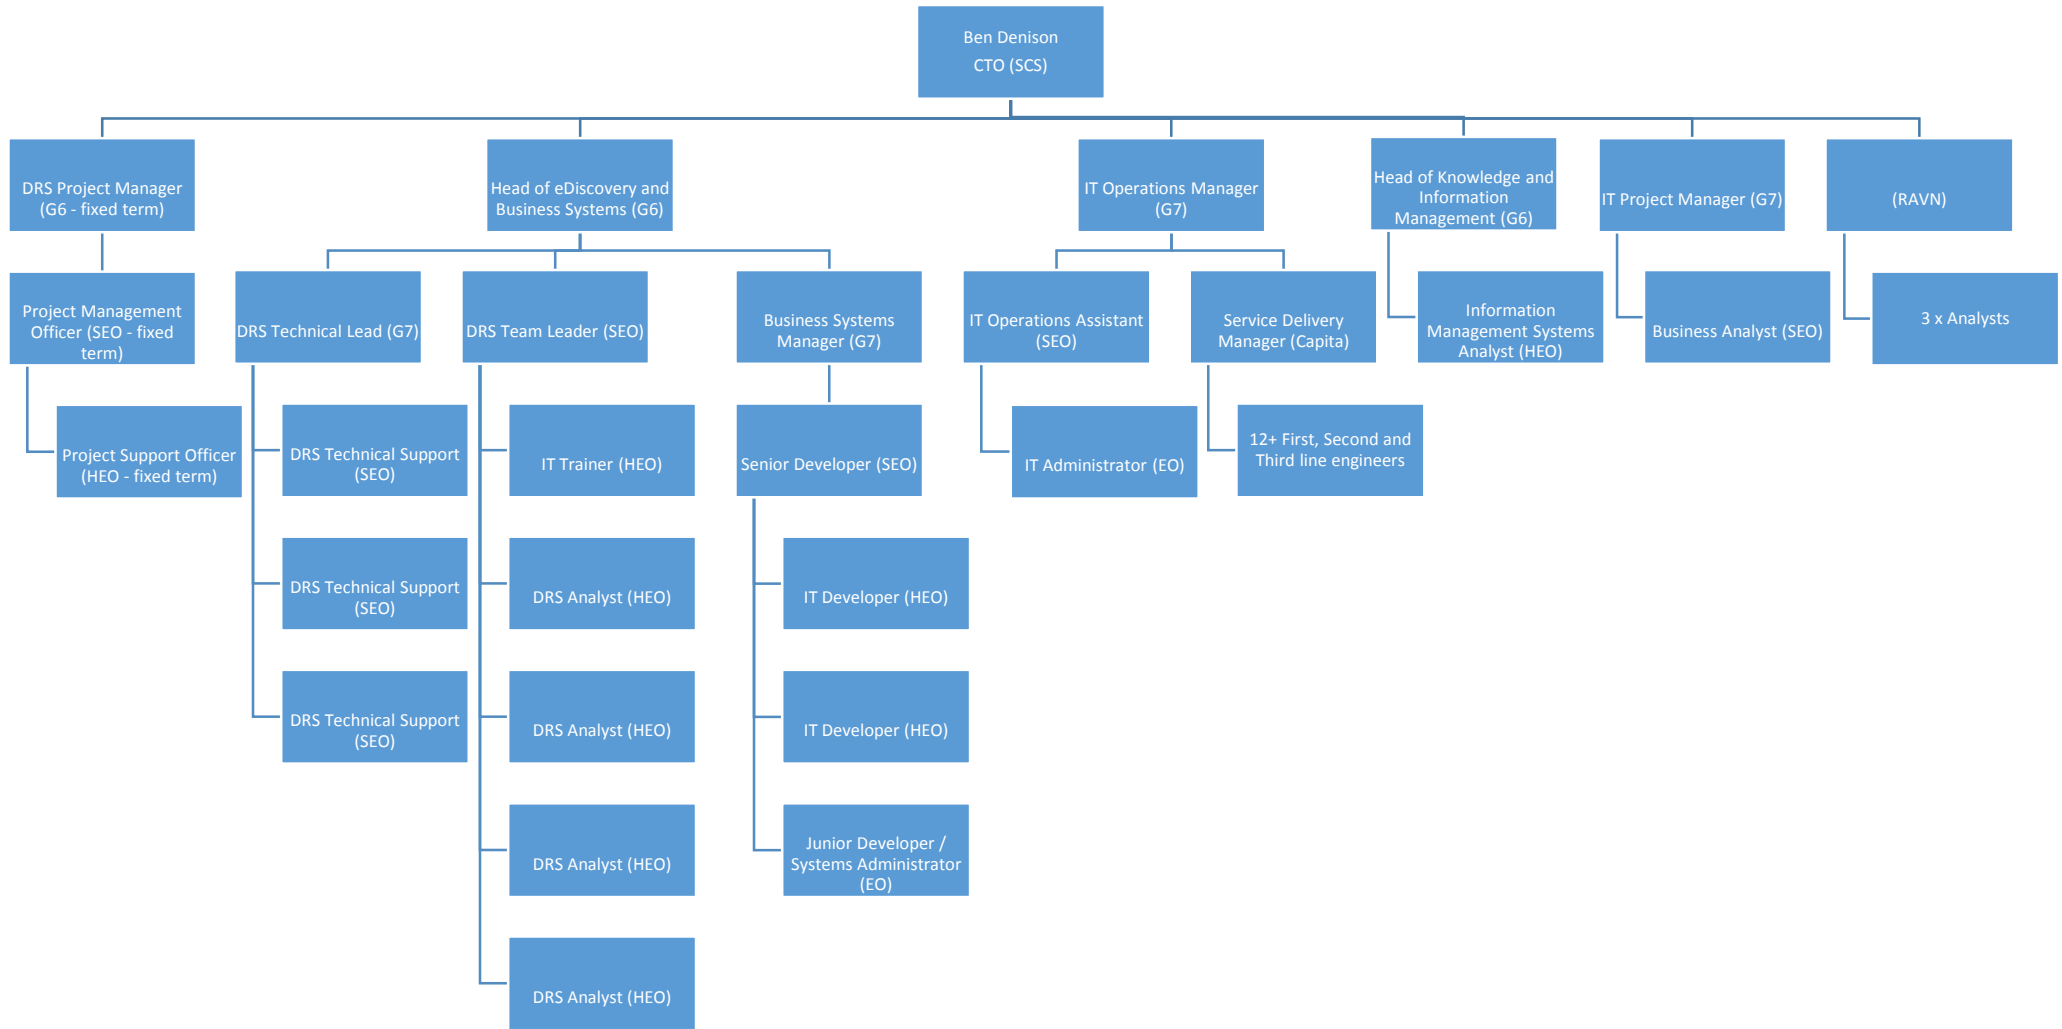 Ben Denison
CTO (SCS)
DRS Project Manager
(G6 - fixed term)
Head of eDiscovery and
Business Systems (G6)
IT Operations Manager
(G7)
Head of Knowledge and
Information
Management (G6)
IT Project Manager (G7)
(RAVN)
Project Management
Officer (SEO - fixed
term)
DRS Technical Lead (G7)
DRS Team Leader (SEO)
Business Systems
Manager (G7)
IT Operations Assistant
(SEO)
Service Delivery
Manager (Capita)
Information
Management Systems
Analyst (HEO)
Business Analyst (SEO)
3 x Analysts
Project Support Officer
(HEO - fixed term)
DRS Technical Support
(SEO)
IT Trainer (HEO)
Senior Developer (SEO)
IT Administrator (EO)
12+ First, Second and
Third line engineers
DRS Technical Support
(SEO)
DRS Analyst (HEO)
IT Developer (HEO)
DRS Technical Support
(SEO)
DRS Analyst (HEO)
IT Developer (HEO)
DRS Analyst (HEO)
Junior Developer /
Systems Administrator
(EO)
DRS Analyst (HEO)